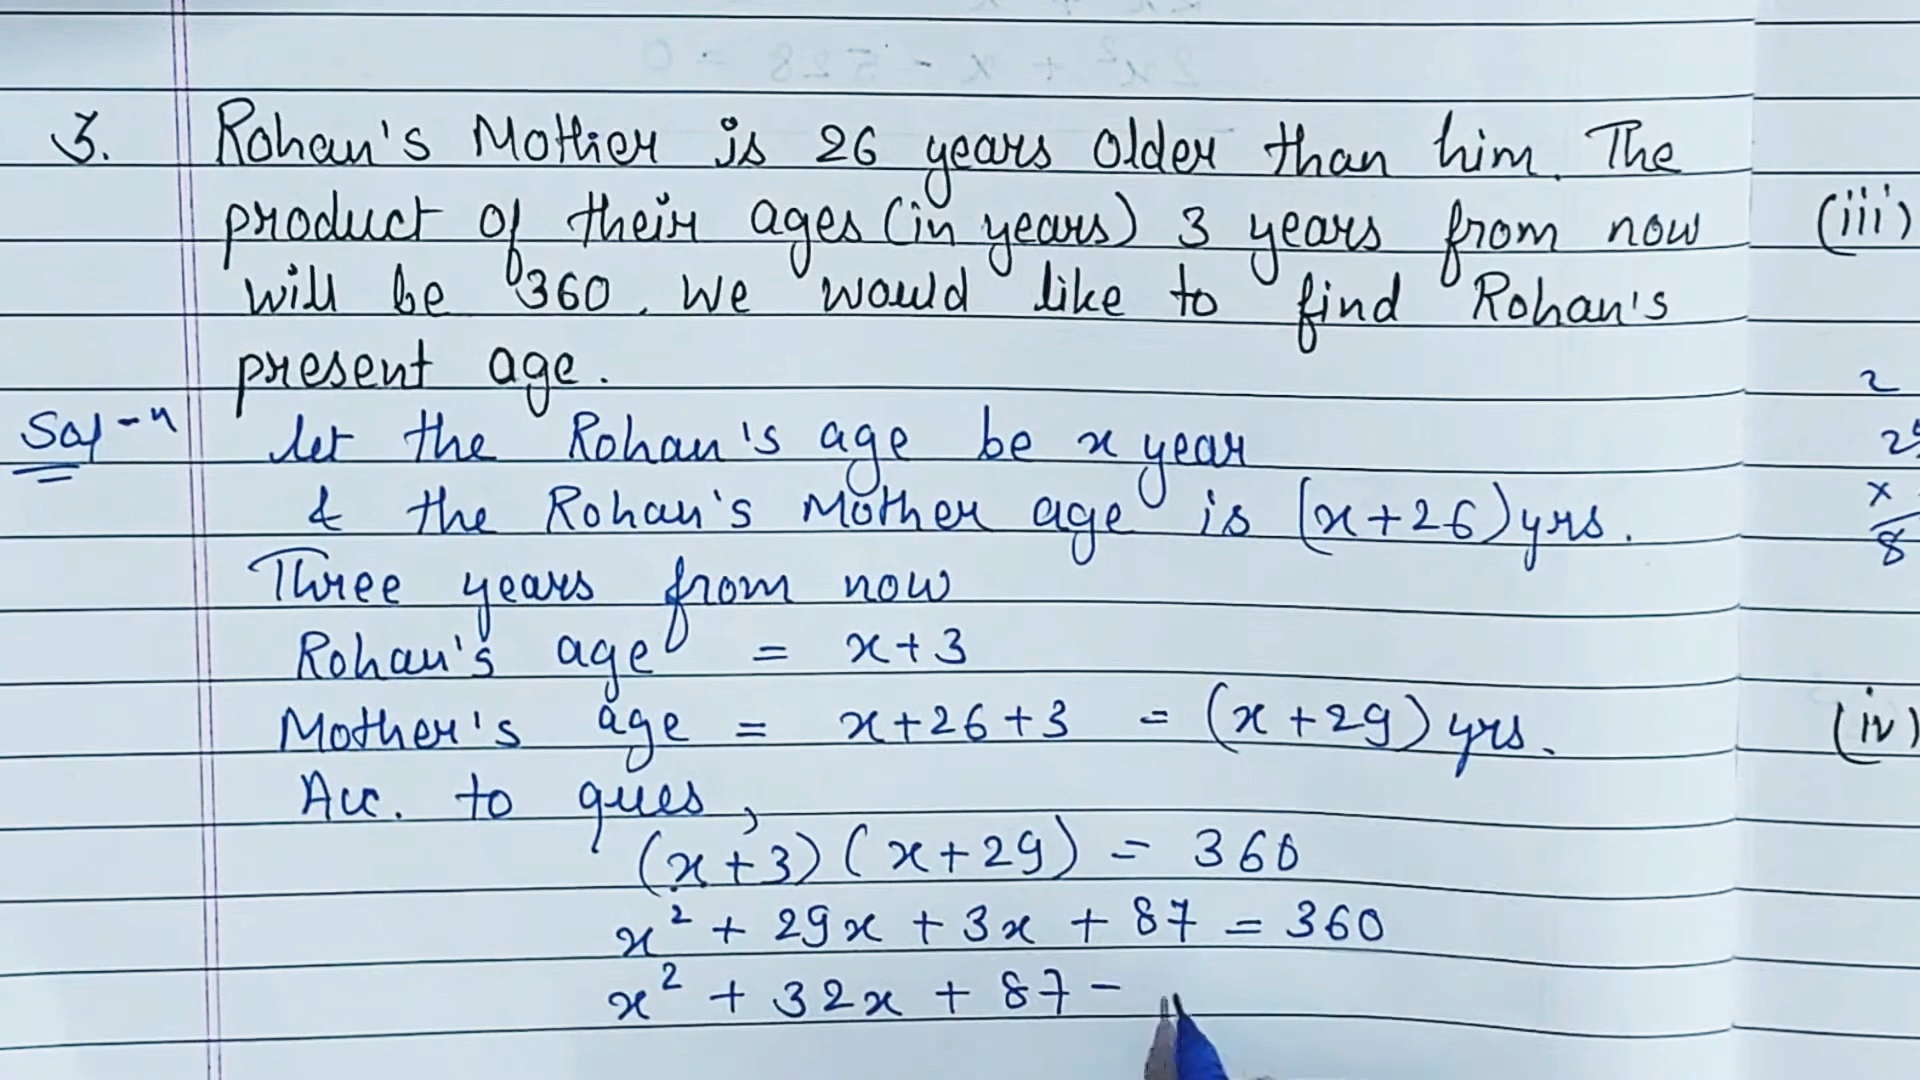 3. Rohan's Mother is 26 years older than him. The
product of their ages (in years) 3 years from now
will be 360. We would like to find Rohan's
present age.
Sol-n let the Rohan's age be x year
& the Rohan's Mother age is (x+26) yrs.
Three years from now
Rohan's age = x+3
Mother's age = x+26+3 = (x+29) yrs.
Acc. to ques,
(x+3) (x+29) = 360
x² + 29x + 3x + 87 = 360
x² + 32x + 87 -
(iii)
2
x
8
(iv)